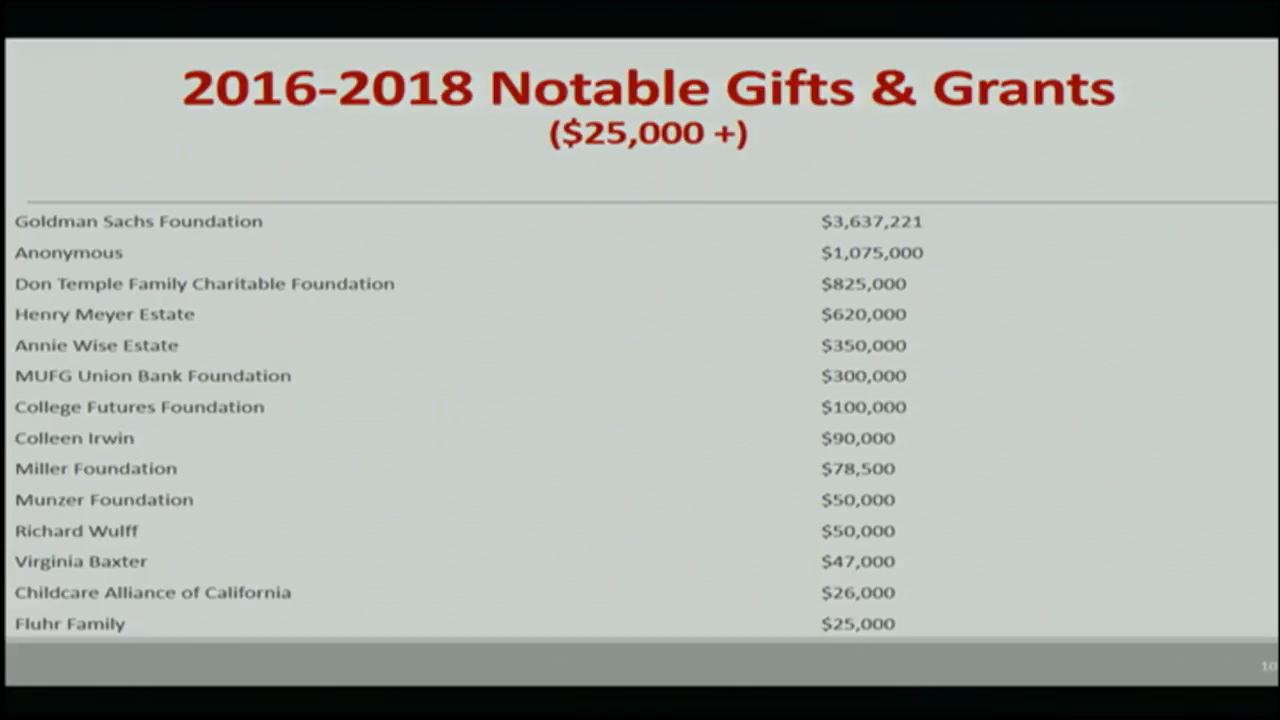 2016-2018 Notable Gifts & Grants
($25,000 +)
Goldman Sachs Foundation $3,637,221
Anonymous $1,075,000
Don Temple Family Charitable Foundation $825,000
Henry Meyer Estate $620,000
Annie Wise Estate $350,000
MUFG Union Bank Foundation $300,000
College Futures Foundation $100,000
Colleen Irwin $90,000
Miller Foundation $78,500
Munzer Foundation $50,000
Richard Wulff $50,000
Virginia Baxter $47,000
Childcare Alliance of California $26,000
Fluhr Family $25,000
10